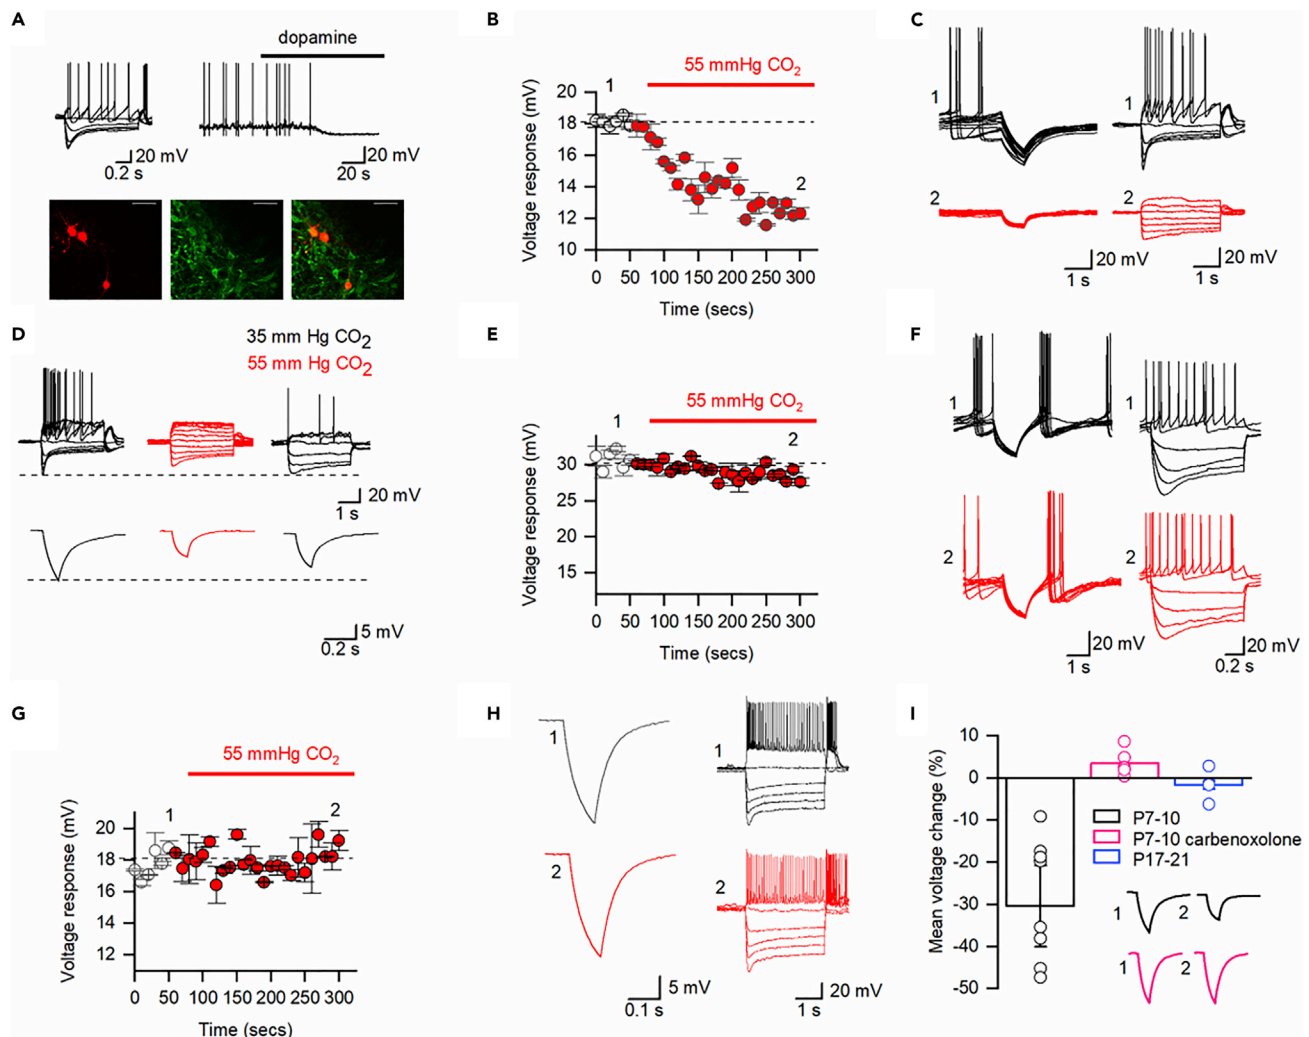 A
dopamine
20 mV
0.2 s
20 mV
20 s
B
55 mmHg CO2
1
2
Voltage response (mV)
20
18
16
14
12
10
0 50 100 150 200 250 300
Time (secs)
C
1
2
20 mV
1 s
20 mV
1 s
D
35 mm Hg CO2
55 mm Hg CO2
20 mV
1 s
5 mV
0.2 s
E
55 mmHg CO2
1
2
Voltage response (mV)
30
25
20
15
0 50 100 150 200 250 300
Time (secs)
F
1
1
2
2
20 mV
1 s
20 mV
0.2 s
G
55 mmHg CO2
1
2
Voltage response (mV)
20
18
16
14
12
0 50 100 150 200 250 300
Time (secs)
H
1
1
2
2
5 mV
0.1 s
20 mV
1 s
I
Mean voltage change (%)
10
0
-10
-20
-30
-40
-50
P7-10
P7-10 carbenoxolone
P17-21
1 2
1 2